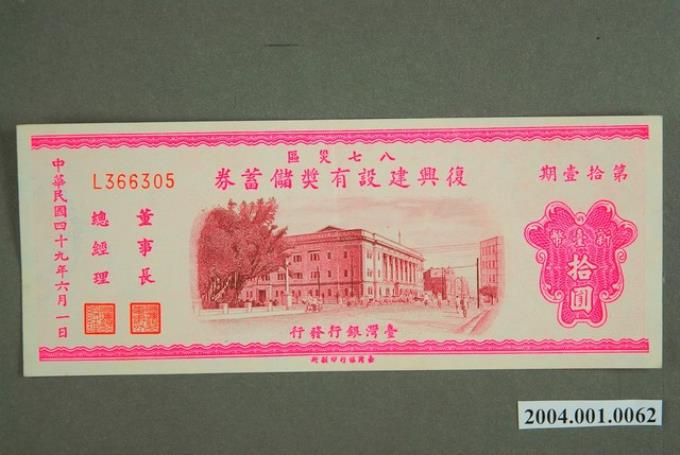 八七災區
復興建設有獎儲蓄券
第拾壹期
新臺幣
拾圓
L366305
董事長
總經理
中華民國四十九年六月一日
臺灣銀行發行
2004.001.0062